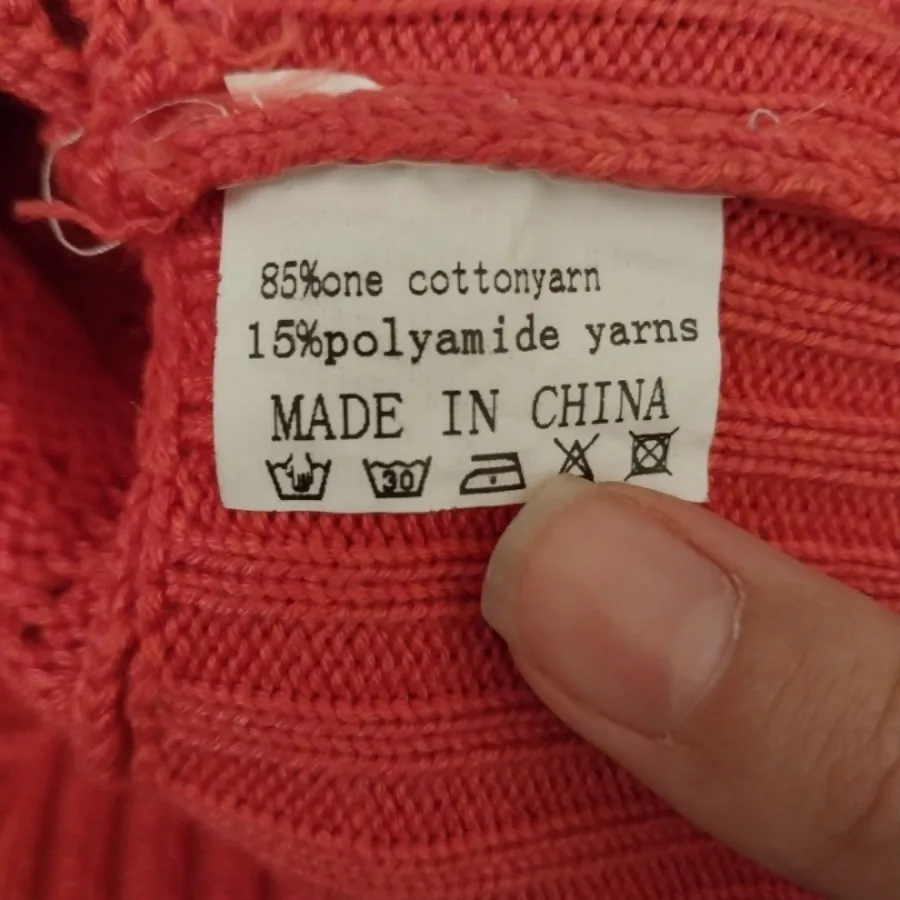 85%one cottonyarn
15%polyamide yarns
MADE IN CHINA
30